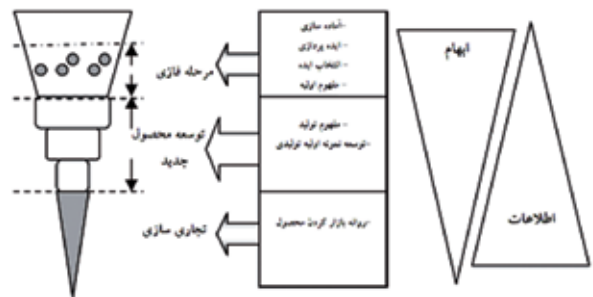 -آماده سازی
-ایده پردازی
-انتخاب ایده
-مفهوم اولیه
مرحله فازی
ابهام
-مفهوم تولید
-توسعه نمونه اولیه تولیدی
توسعه محصول
جدید
-روانه بازار کردن محصول
تجاری سازی
اطلاعات